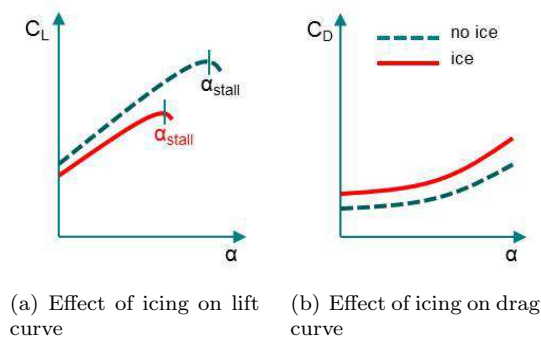 C_L
α_stall
α_stall
α
C_D
no ice
ice
α
(a) Effect of icing on lift
curve
(b) Effect of icing on drag
curve